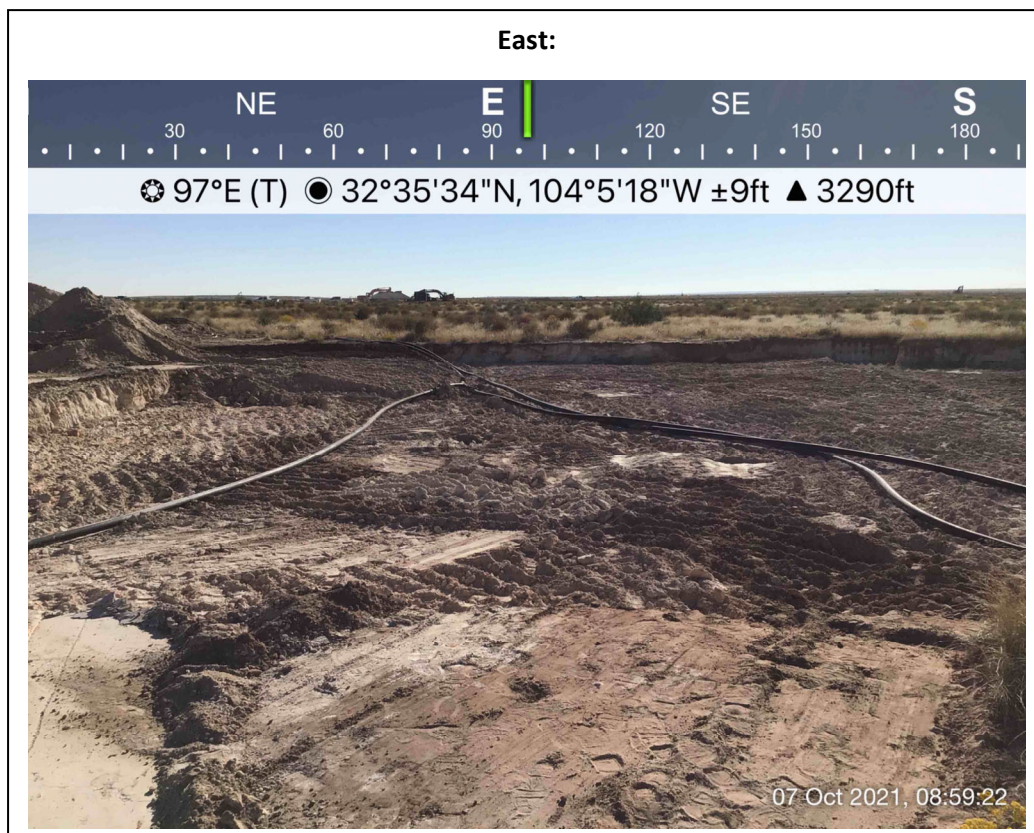 East:
NE E SE S
30 60 90 120 150 180
97°E (T) 32°35'34"N, 104°5'18"W ±9ft ▲ 3290ft
07 Oct 2021, 08:59:22